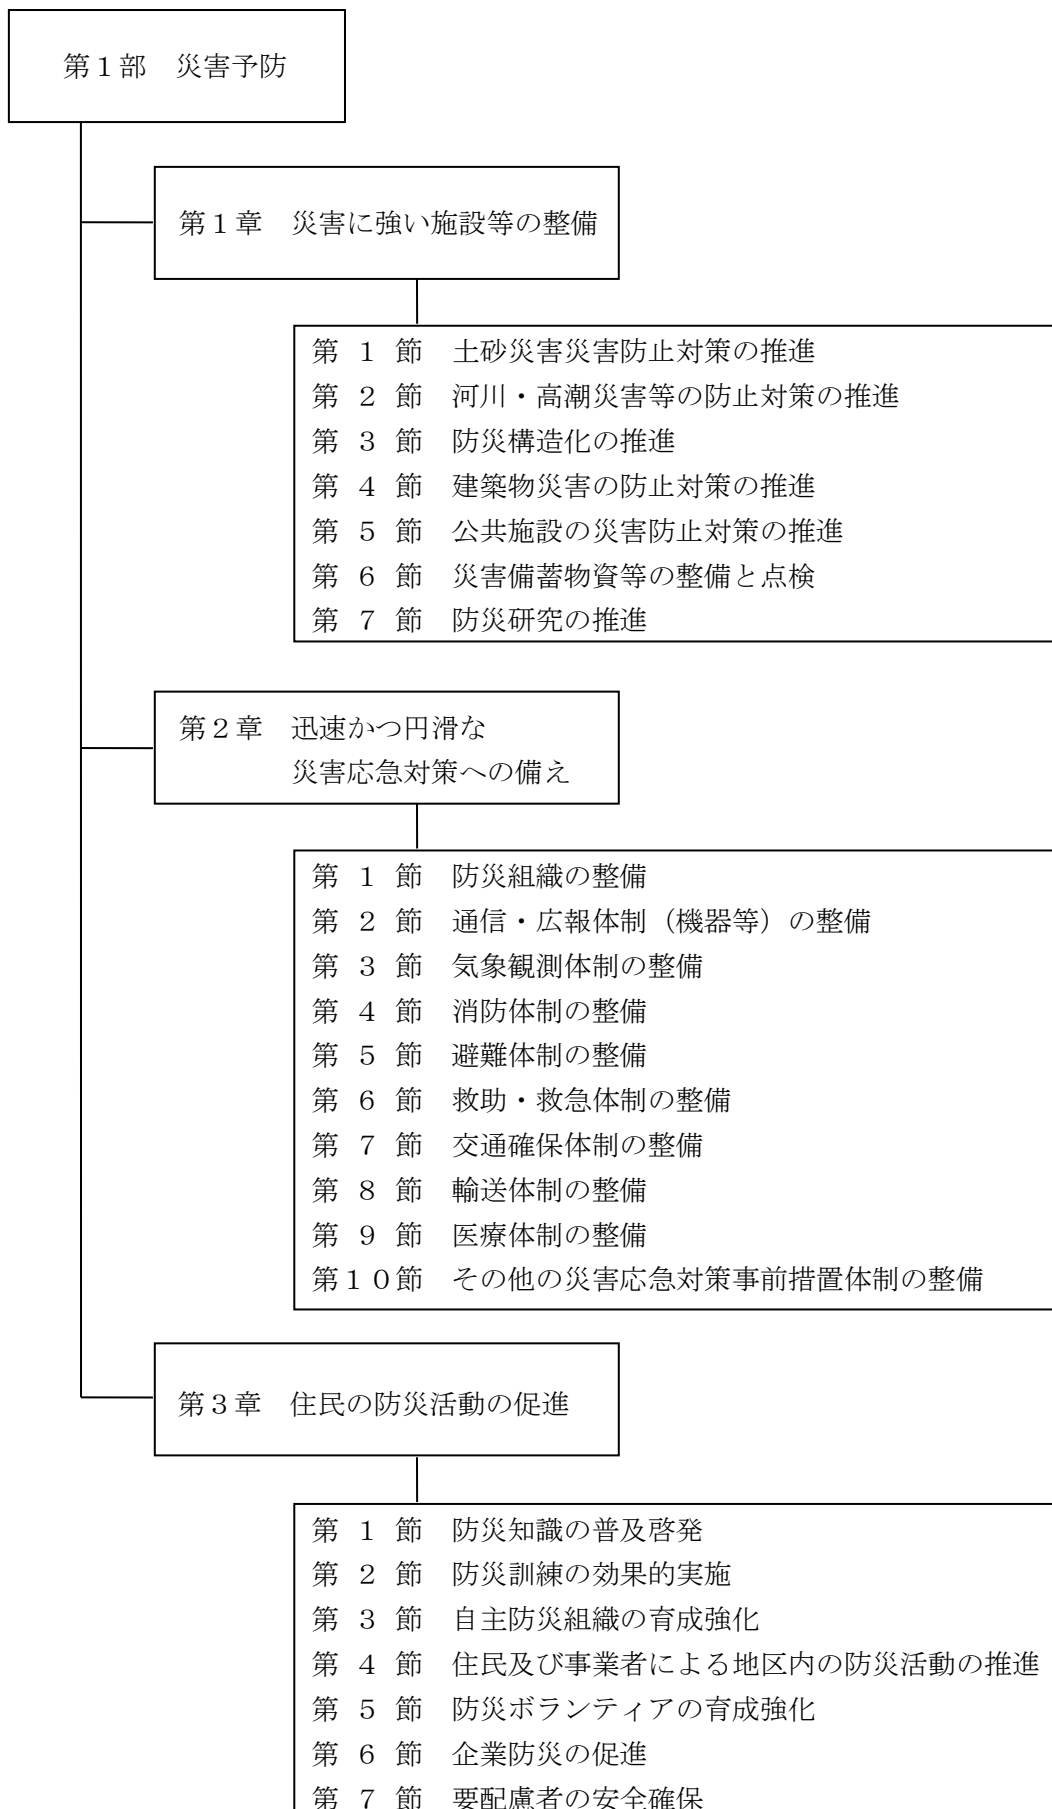 第１部　災害予防
第１章　災害に強い施設等の整備
第　１　節　土砂災害災害防止対策の推進
第　２　節　河川・高潮災害等の防止対策の推進
第　３　節　防災構造化の推進
第　４　節　建築物災害の防止対策の推進
第　５　節　公共施設の災害防止対策の推進
第　６　節　災害備蓄物資等の整備と点検
第　７　節　防災研究の推進
第２章　迅速かつ円滑な
災害応急対策への備え
第　１　節　防災組織の整備
第　２　節　通信・広報体制（機器等）の整備
第　３　節　気象観測体制の整備
第　４　節　消防体制の整備
第　５　節　避難体制の整備
第　６　節　救助・救急体制の整備
第　７　節　交通確保体制の整備
第　８　節　輸送体制の整備
第　９　節　医療体制の整備
第１０節　その他の災害応急対策事前措置体制の整備
第３章　住民の防災活動の促進
第　１　節　防災知識の普及啓発
第　２　節　防災訓練の効果的実施
第　３　節　自主防災組織の育成強化
第　４　節　住民及び事業者による地区内の防災活動の推進
第　５　節　防災ボランティアの育成強化
第　６　節　企業防災の促進
第　７　節　要配慮者の安全確保